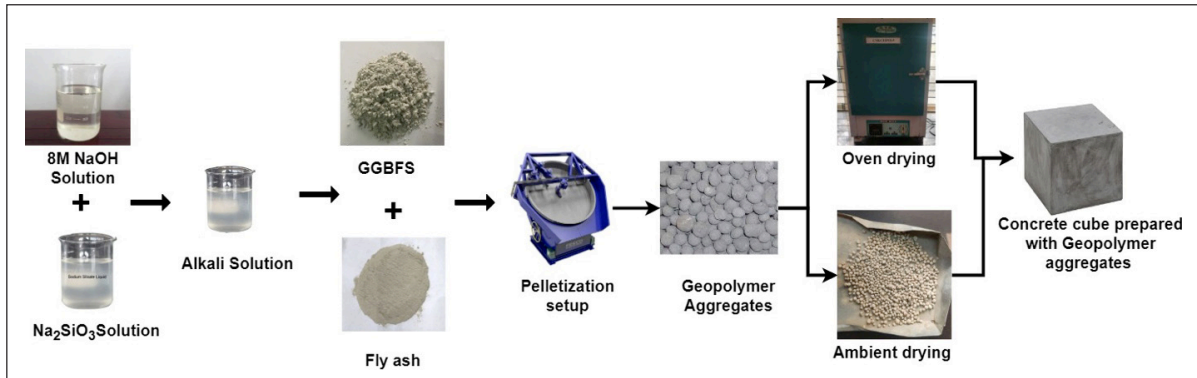 8M NaOH
Solution
+
Na₂SiO₃Solution
Alkali Solution
GGBFS
+
Fly ash
Pelletization
setup
Geopolymer
Aggregates
Oven drying
Ambient drying
Concrete cube prepared
with Geopolymer
aggregates